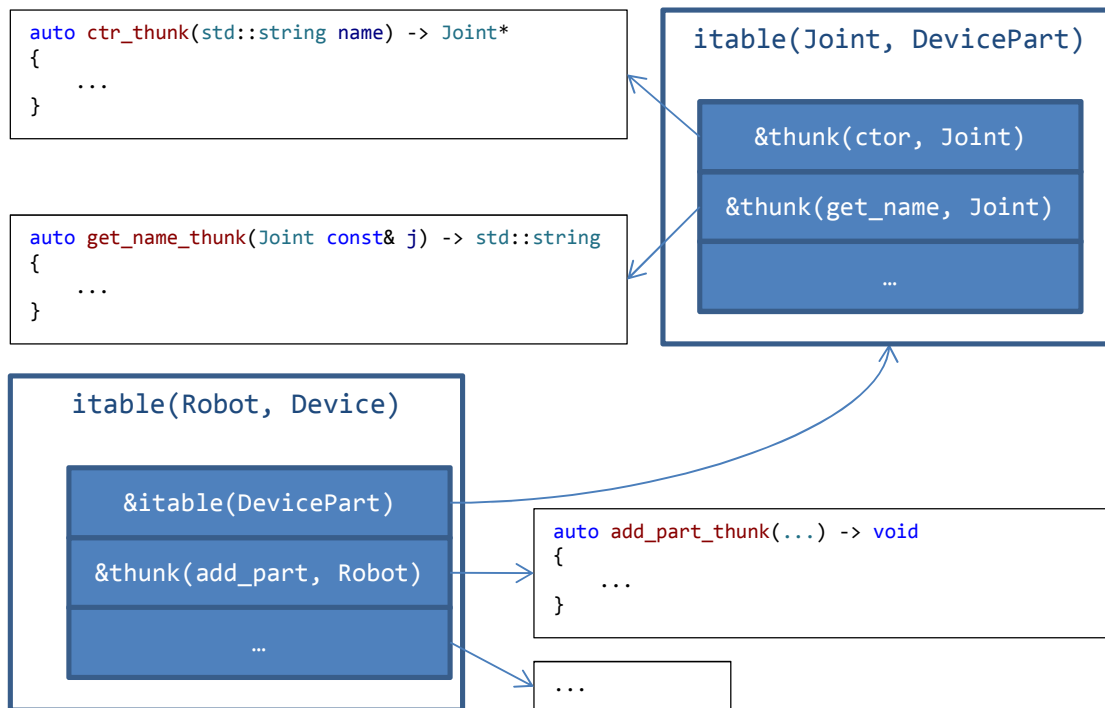 auto ctr_thunk(std::string name) -> Joint*
{
    ...
}
itable(Joint, DevicePart)
&thunk(ctor, Joint)
&thunk(get_name, Joint)
…
auto get_name_thunk(Joint const& j) -> std::string
{
    ...
}
itable(Robot, Device)
&itable(DevicePart)
&thunk(add_part, Robot)
…
auto add_part_thunk(...) -> void
{
    ...
}
...